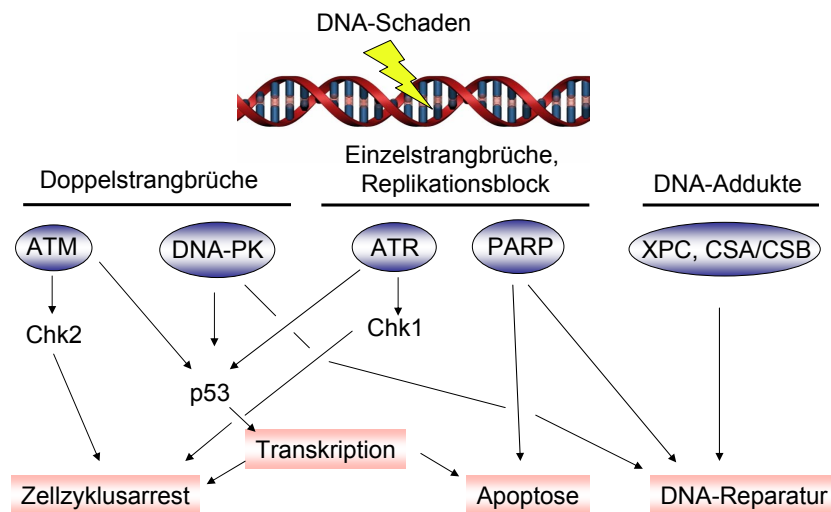 DNA-Schaden
Doppelstrangbrüche
Einzelstrangbrüche,
Replikationsblock
DNA-Addukte
ATM
DNA-PK
ATR
PARP
XPC, CSA/CSB
Chk2
Chk1
p53
Transkription
Zellzyklusarrest
Apoptose
DNA-Reparatur